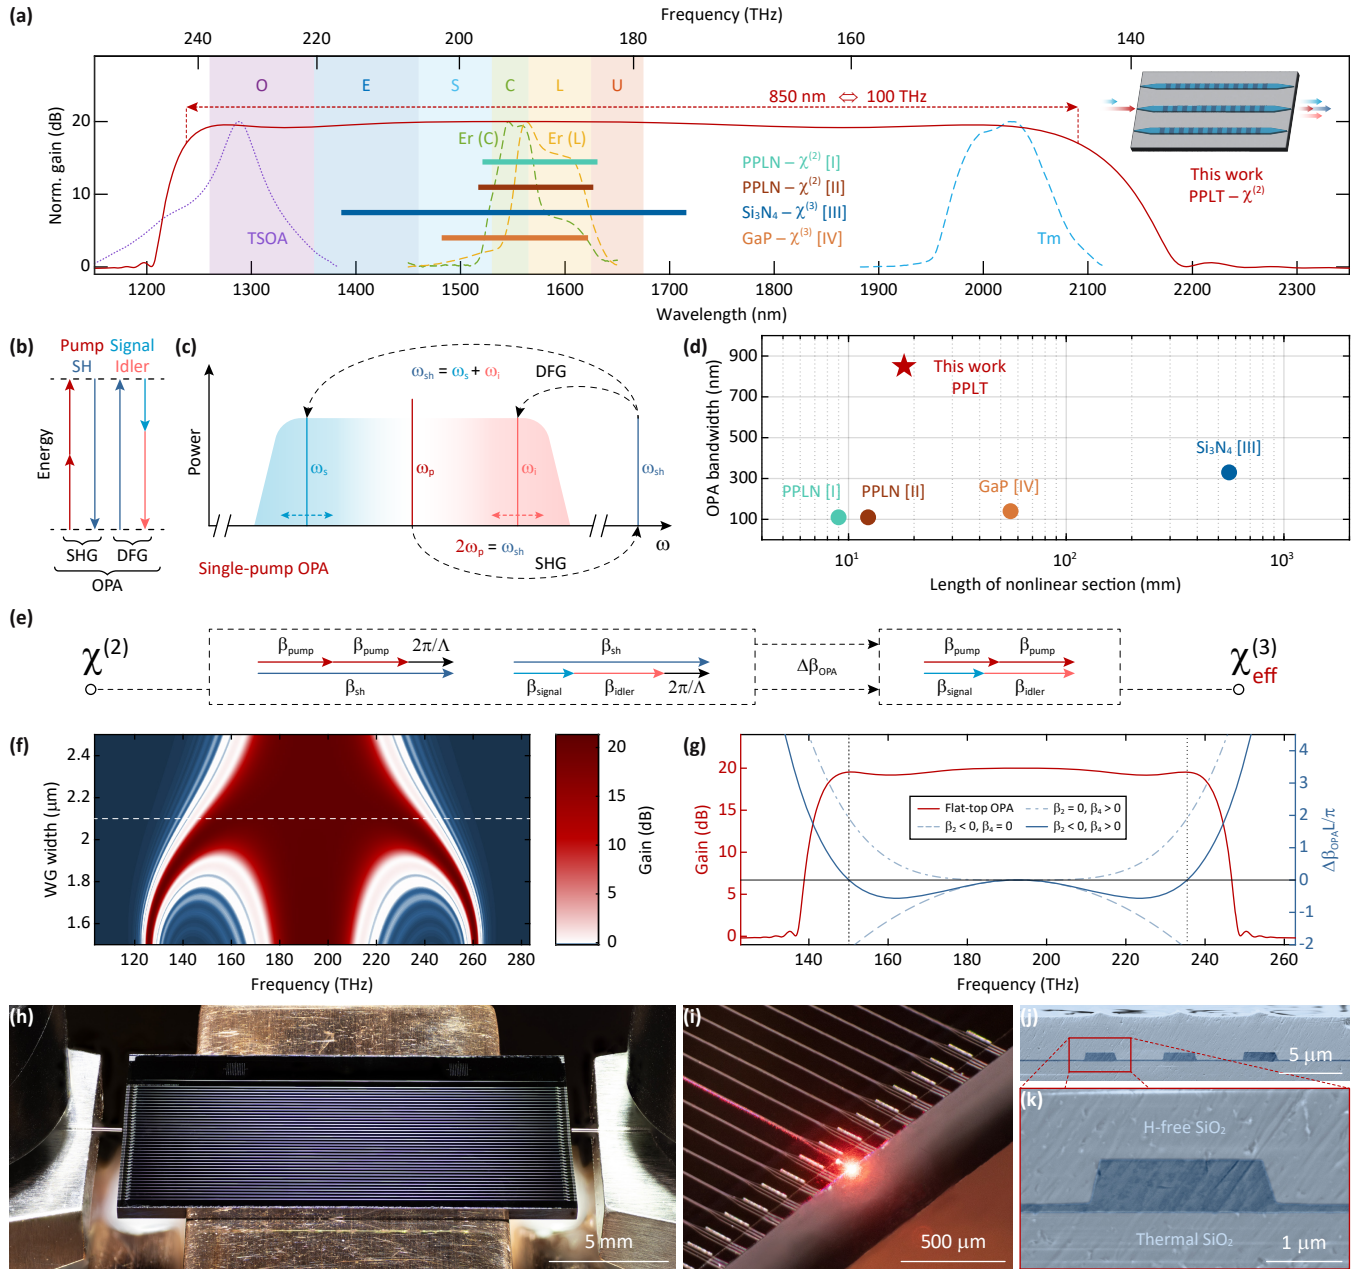 (a)
Frequency (THz)
240 220 200 180 160 140
O E S C L U
850 nm ⇔ 100 THz
Norm. gain (dB)
20
10
0
Er (C) Er (L)
TSOA
Tm
PPLN – χ(2) [I]
PPLN – χ(2) [II]
Si3N4 – χ(3) [III]
GaP – χ(3) [IV]
This work
PPLT – χ(2)
1200 1300 1400 1500 1600 1700 1800 1900 2000 2100 2200 2300
Wavelength (nm)
(b)
Pump Signal
SH Idler
Energy
SHG DFG
OPA
(c)
Power
ωsh = ωs + ωi
DFG
ωs ωp ωi ωsh
2ωp = ωsh
SHG
ω
Single-pump OPA
(d)
OPA bandwidth (nm)
900
700
500
300
100
This work
PPLT
Si3N4 [III]
PPLN [I] PPLN [II] GaP [IV]
10^1 10^2 10^3
Length of nonlinear section (mm)
(e)
χ(2)
βpump βpump 2π/Λ
βsh
βsh
βsignal βidler 2π/Λ
ΔβOPA
βpump βpump
βsignal βidler
χ(3)
eff
(f)
WG width (μm)
2.4
2.2
2.0
1.8
1.6
120 140 160 180 200 220 240 260 280
Frequency (THz)
20
10
0
Gain (dB)
(g)
Gain (dB)
20
15
10
5
0
Flat-top OPA
β2 < 0, β4 = 0
β2 = 0, β4 > 0
β2 < 0, β4 > 0
4
3
2
1
0
-1
-2
ΔβOPAL/π
140 160 180 200 220 240 260
Frequency (THz)
(h)
5 mm
(i)
500 μm
(j)
5 μm
(k)
H-free SiO2
Thermal SiO2
1 μm